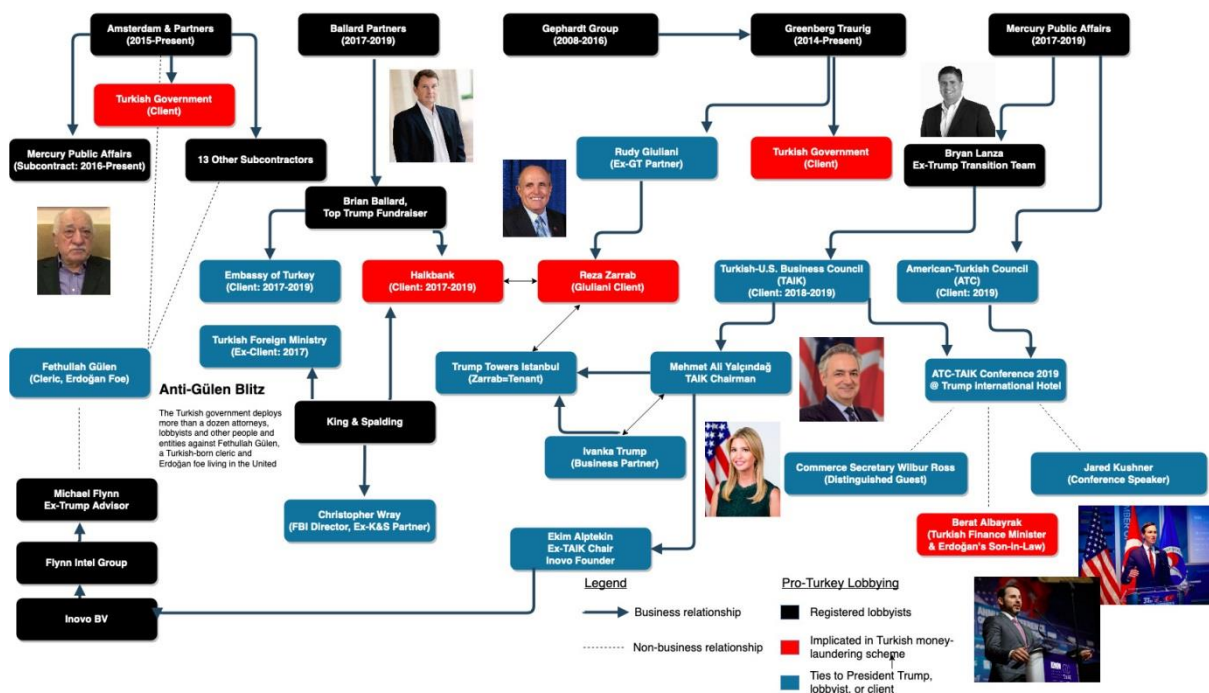 Amsterdam & Partners
(2015-Present)
Ballard Partners
(2017-2019)
Gephardt Group
(2008-2016)
Greenberg Traurig
(2014-Present)
Mercury Public Affairs
(2017-2019)
Turkish Government
(Client)
Mercury Public Affairs
(Subcontract: 2016-Present)
13 Other Subcontractors
Rudy Giuliani
(Ex-GT Partner)
Turkish Government
(Client)
Bryan Lanza
Ex-Trump Transition Team
Brian Ballard,
Top Trump Fundraiser
Embassy of Turkey
(Client: 2017-2019)
Halkbank
(Client: 2017-2019)
Reza Zarrab
(Giuliani Client)
Turkish-U.S. Business Council
(TAIK)
(Client: 2018-2019)
American-Turkish Council
(ATC)
(Client: 2019)
Turkish Foreign Ministry
(Ex-Client: 2017)
Fethullah Gülen
(Cleric, Erdoğan Foe)
Trump Towers Istanbul
(Zarrab=Tenant)
Mehmet Ali Yalçındağ
TAIK Chairman
ATC-TAIK Conference 2019
@ Trump International Hotel
Anti-Gülen Blitz
The Turkish government deploys
more than a dozen attorneys,
lobbyists and other people and
entities against Fethullah Gülen,
a Turkish-born cleric and
Erdoğan foe living in the United
King & Spalding
Ivanka Trump
(Business Partner)
Commerce Secretary Wilbur Ross
(Distinguished Guest)
Jared Kushner
(Conference Speaker)
Michael Flynn
Ex-Trump Advisor
Christopher Wray
(FBI Director, Ex-K&S Partner)
Berat Albayrak
(Turkish Finance Minister
& Erdoğan's Son-in-Law)
Flynn Intel Group
Ekim Alptekin
Ex-TAIK Chair
Inovo Founder
Inovo BV
Legend
Business relationship
Non-business relationship
Pro-Turkey Lobbying
Registered lobbyists
Implicated in Turkish money-
laundering scheme
Ties to President Trump,
lobbyist, or client